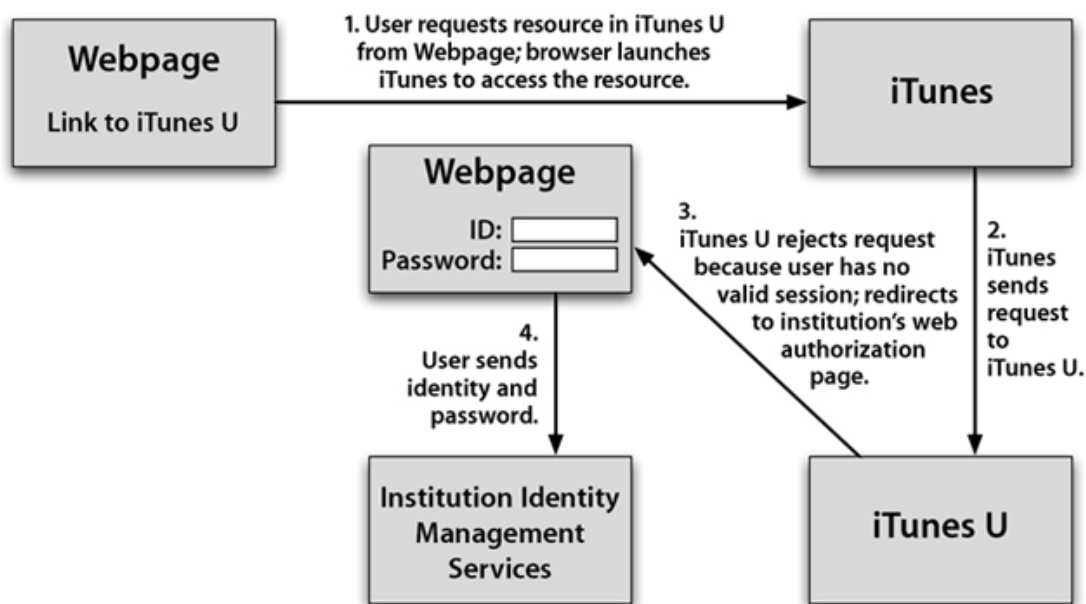 Webpage
Link to iTunes U
1. User requests resource in iTunes U
from Webpage; browser launches
iTunes to access the resource.
iTunes
Webpage
ID:
Password:
3.
iTunes U rejects request
because user has no
valid session; redirects
to institution's web
authorization
page.
2.
iTunes
sends
request
to
iTunes U.
4.
User sends
identity and
password.
Institution Identity
Management
Services
iTunes U